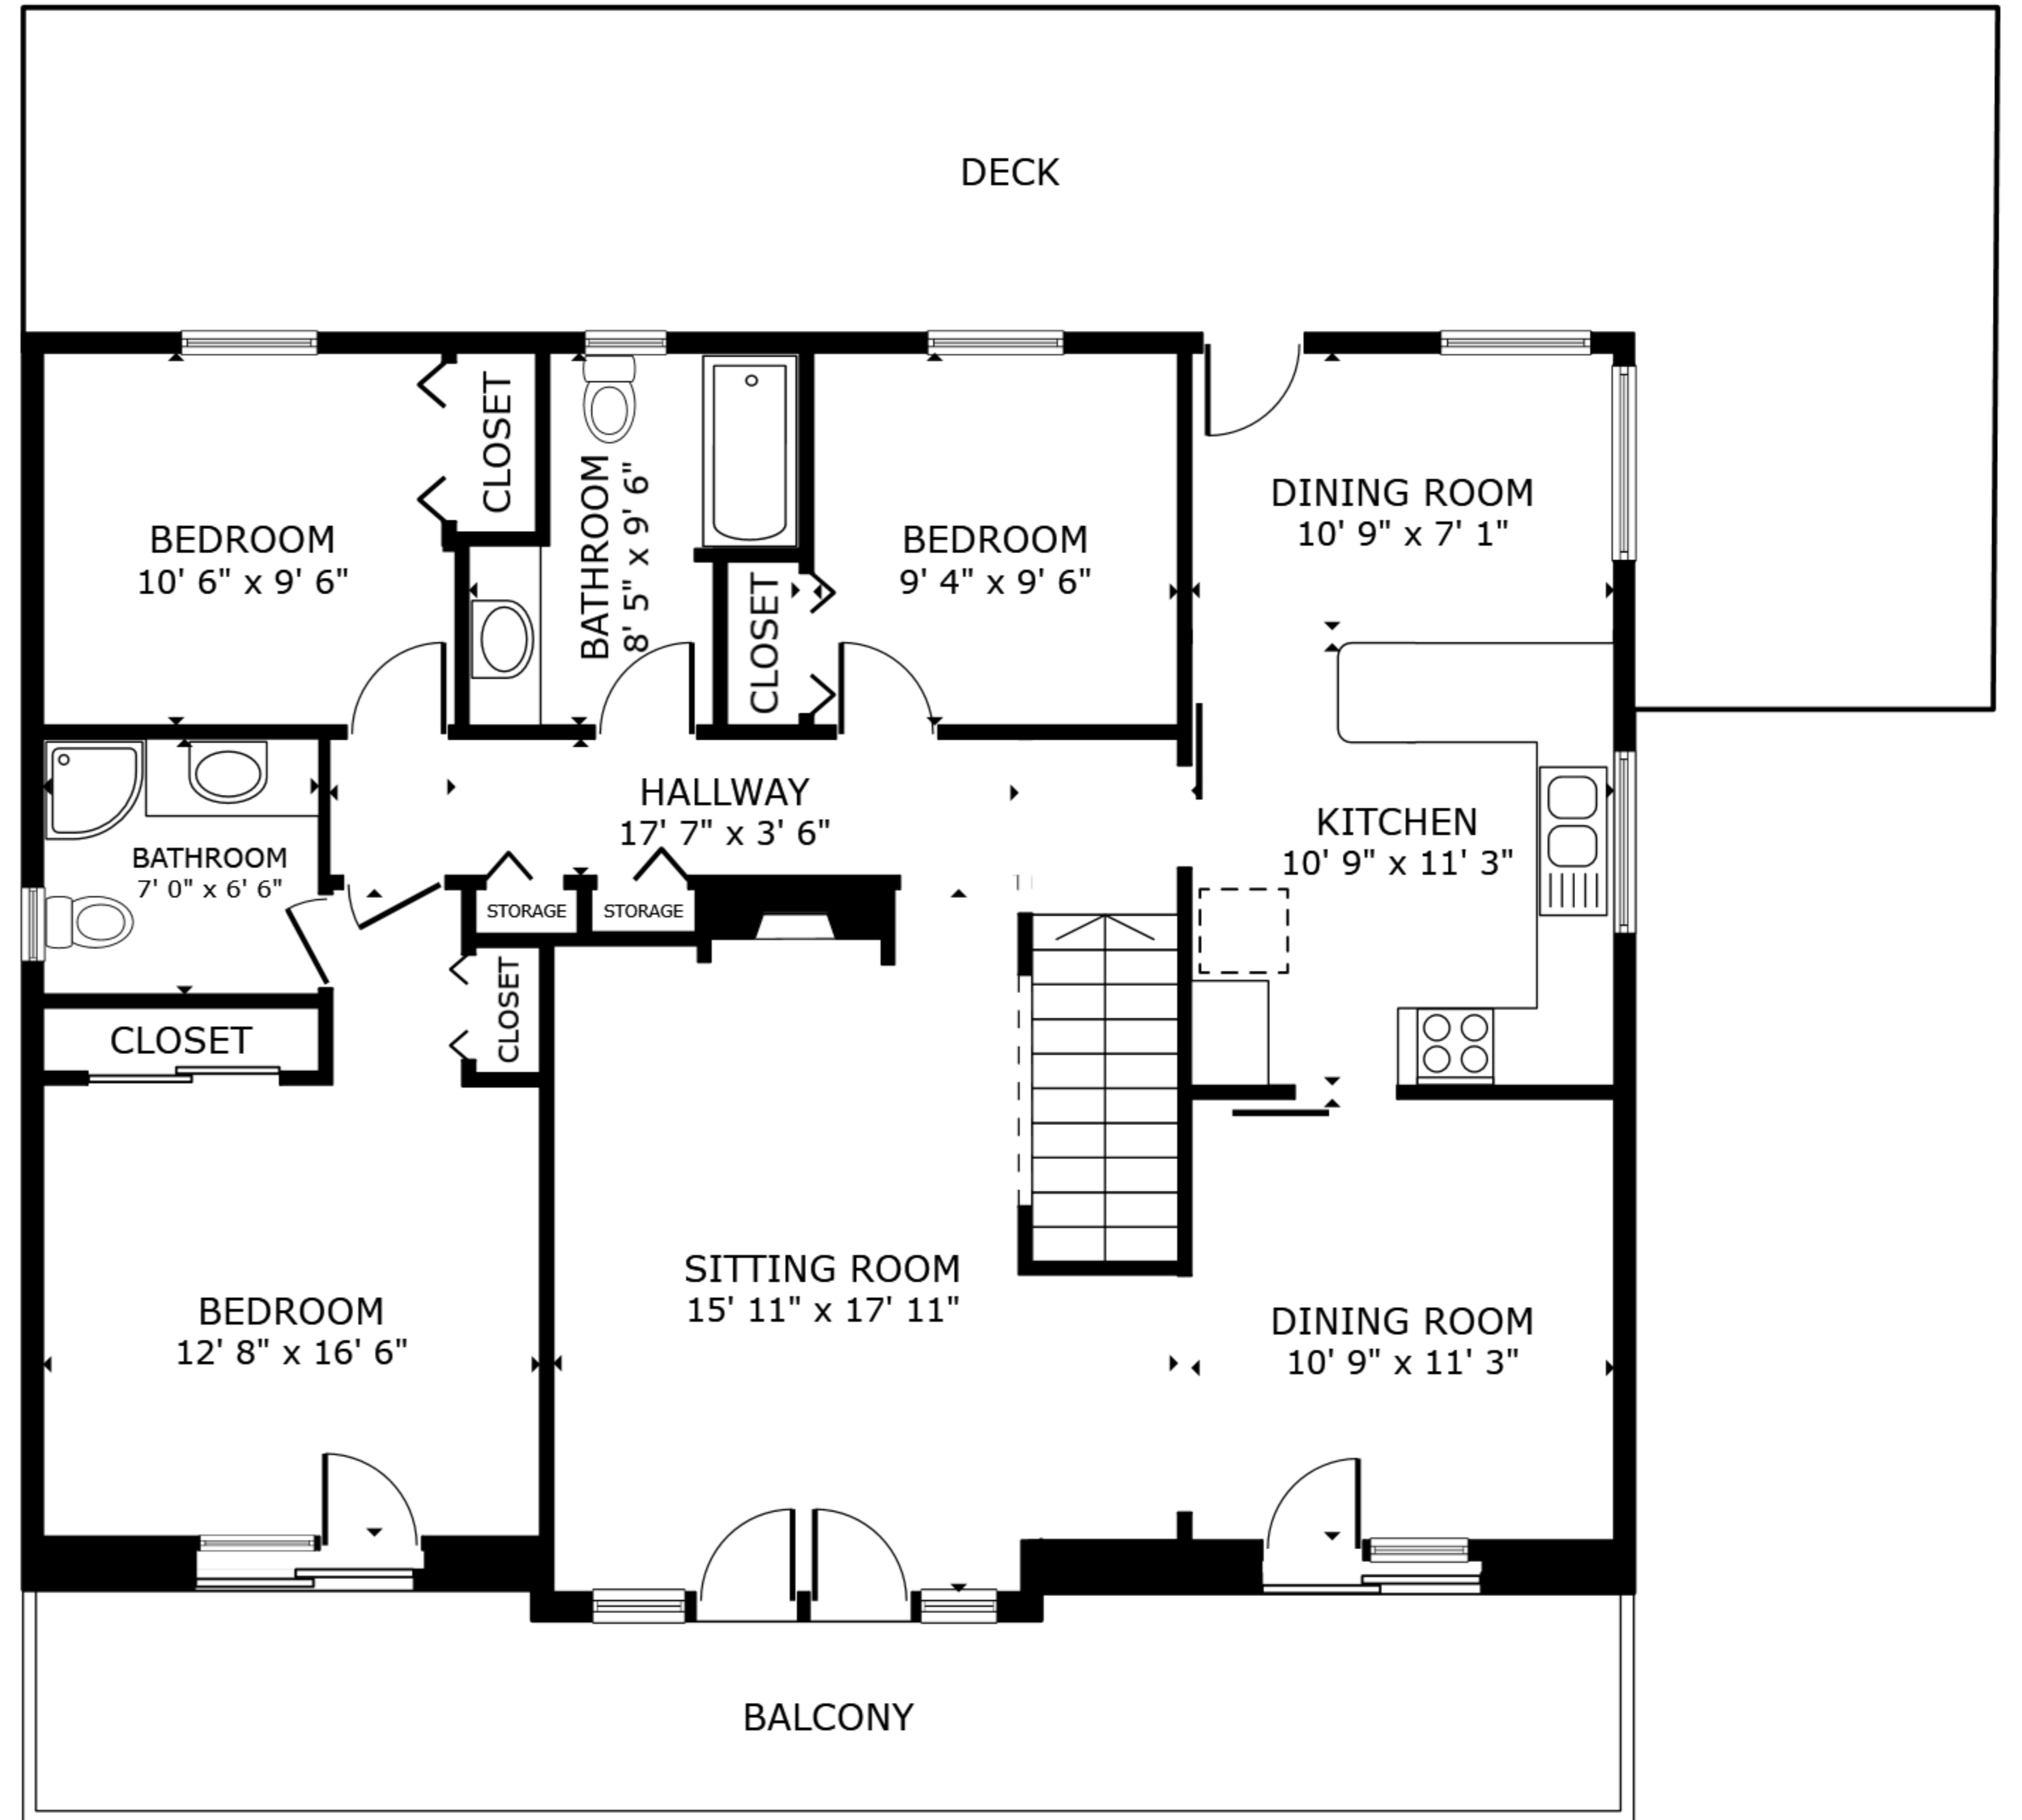 DECK
CLOSET
BEDROOM
10' 6" x 9' 6"
BATHROOM
8' 5" x 9' 6"
CLOSET
BEDROOM
9' 4" x 9' 6"
DINING ROOM
10' 9" x 7' 1"
HALLWAY
17' 7" x 3' 6"
KITCHEN
10' 9" x 11' 3"
BATHROOM
7' 0" x 6' 6"
STORAGE
STORAGE
CLOSET
CLOSET
BEDROOM
12' 8" x 16' 6"
SITTING ROOM
15' 11" x 17' 11"
DINING ROOM
10' 9" x 11' 3"
BALCONY